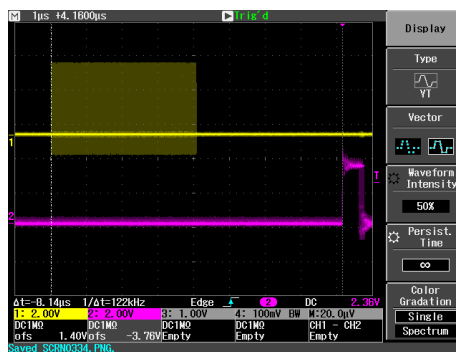 M 1µs +4.1600µs Trig'd
Display
Type
YT
Vector
Waveform
Intensity
50%
Persist.
Time
∞
Color
Gradation
Single
Spectrum
1
T
2
Δt=-8.14µs 1/Δt=122kHz Edge 2 DC 2.36V
1: 2.00V 2: 2.00V 3: 1.00V 4: 100mV BW M:20.0µV
DC1MΩ DC1MΩ DC1MΩ DC1MΩ CH1 - CH2
ofs 1.40V ofs -3.76V Empty Empty Empty
Saved SCRN0334.PNG.